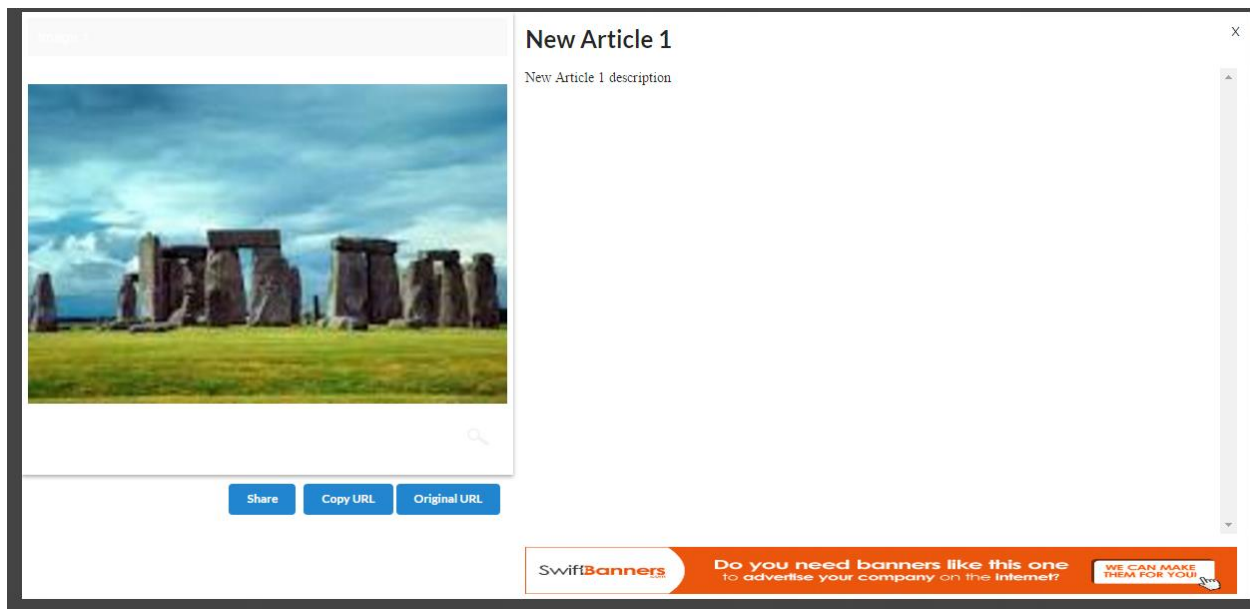 New Article 1
X
New Article 1 description
Share
Copy URL
Original URL
SwiftBanners
.com
Do you need banners like this one
to advertise your company on the Internet?
WE CAN MAKE
THEM FOR YOU!